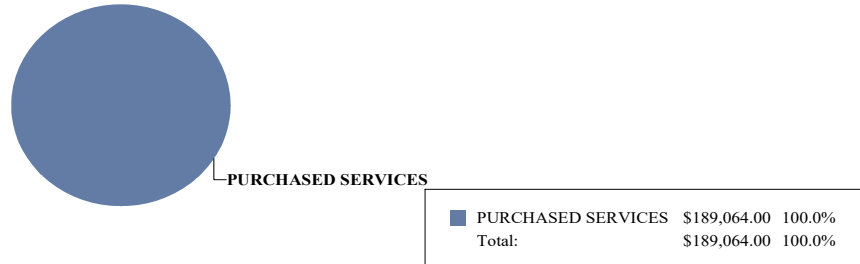 PURCHASED SERVICES
PURCHASED SERVICES $189,064.00 100.0%
Total: $189,064.00 100.0%